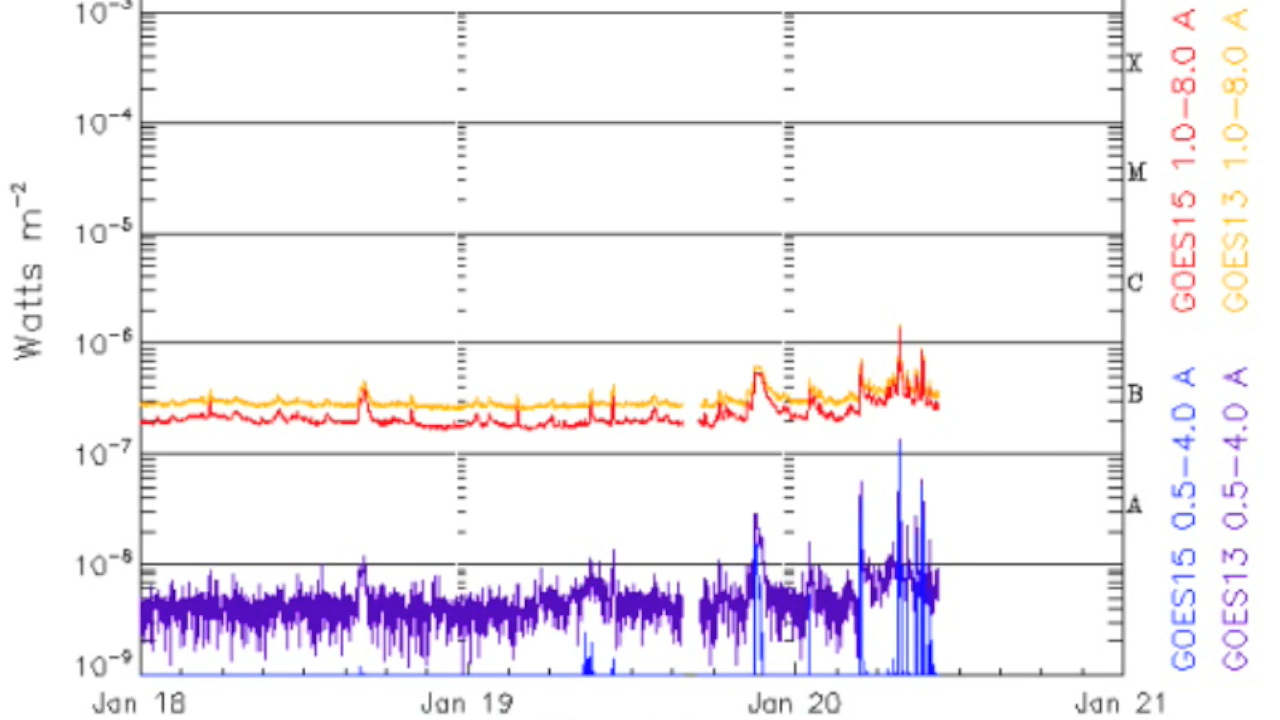 10⁻³
10⁻⁴
10⁻⁵
10⁻⁶
10⁻⁷
10⁻⁸
10⁻⁹
Watts m⁻²
X
M
C
B
A
Jan 18 Jan 19 Jan 20 Jan 21
GOES15 0.5-4.0 A GOES15 1.0-8.0 A
GOES13 0.5-4.0 A GOES13 1.0-8.0 A